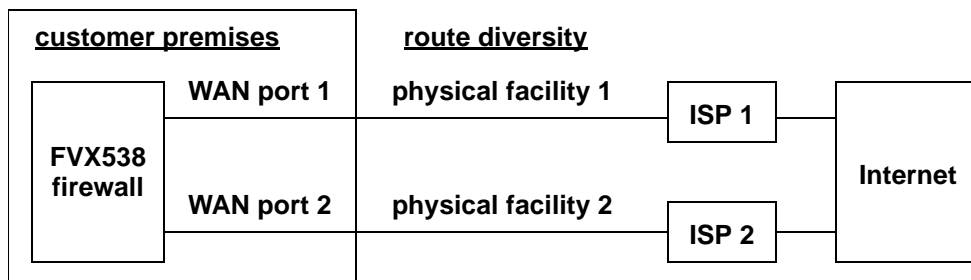 customer premises
route diversity
WAN port 1
physical facility 1
ISP 1
FVX538
firewall
Internet
WAN port 2
physical facility 2
ISP 2